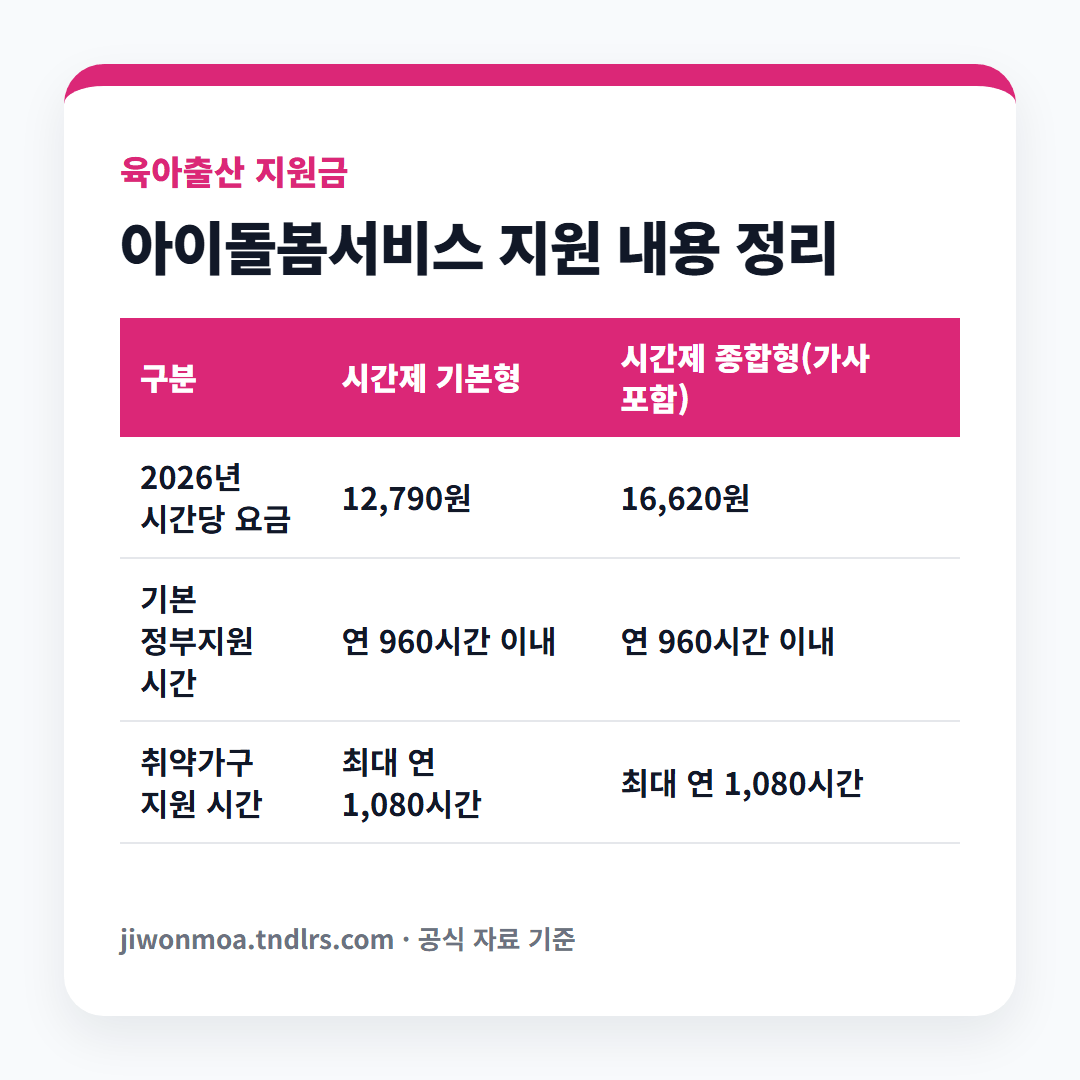 육아출산 지원금
아이돌봄서비스 지원 내용 정리
구분 시간제 기본형 시간제 종합형(가사
포함)
2026년
시간당 요금 12,790원 16,620원
기본
정부지원 연 960시간 이내 연 960시간 이내
시간
취약가구 최대 연
지원 시간 1,080시간 최대 연 1,080시간
jiwonmoa.tndlrs.com · 공식 자료 기준